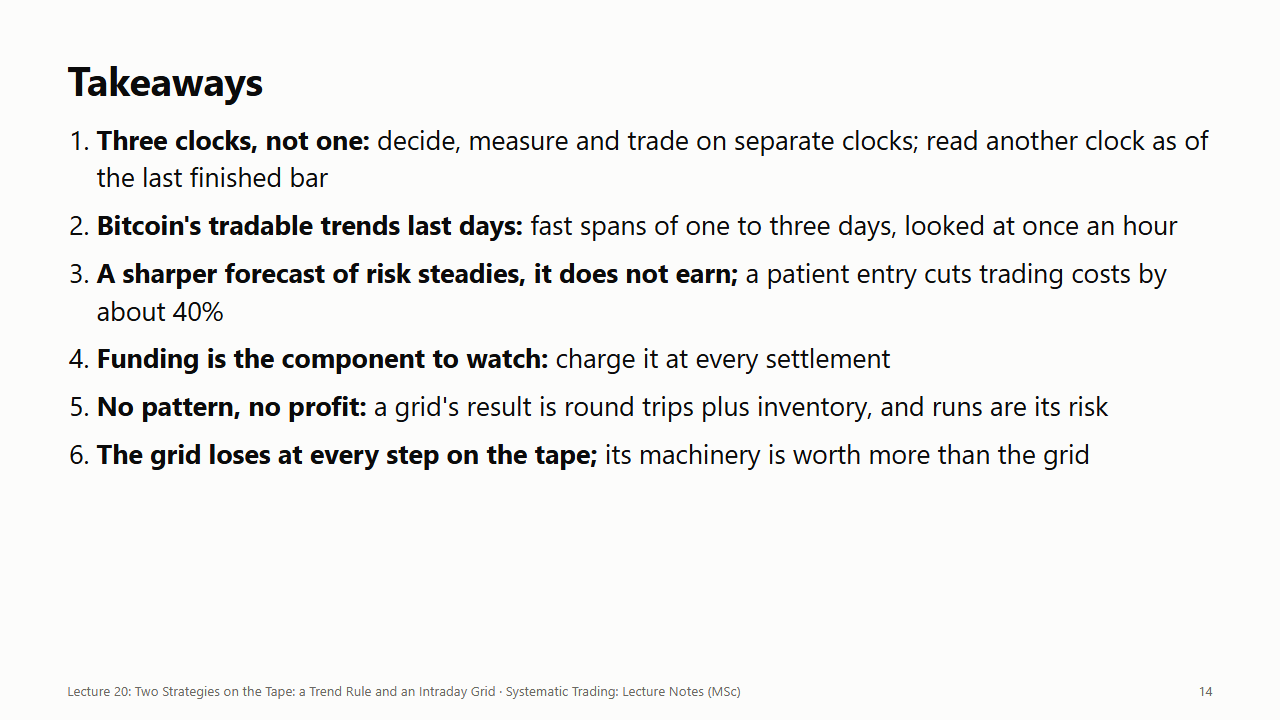 Takeaways
1. Three clocks, not one: decide, measure and trade on separate clocks; read another clock as of
the last finished bar
2. Bitcoin's tradable trends last days: fast spans of one to three days, looked at once an hour
3. A sharper forecast of risk steadies, it does not earn; a patient entry cuts trading costs by
about 40%
4. Funding is the component to watch: charge it at every settlement
5. No pattern, no profit: a grid's result is round trips plus inventory, and runs are its risk
6. The grid loses at every step on the tape; its machinery is worth more than the grid
Lecture 20: Two Strategies on the Tape: a Trend Rule and an Intraday Grid · Systematic Trading: Lecture Notes (MSc)
14